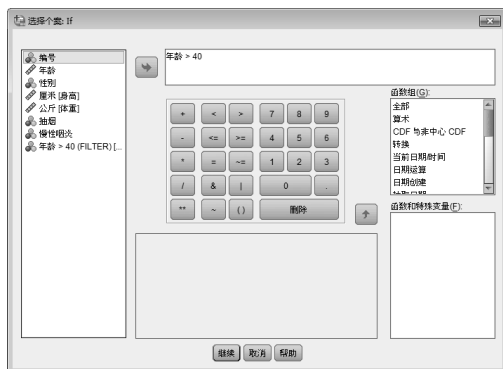 选择个案: If
编号
年龄
性别
厘米 [身高]
公斤 [体重]
抽烟
慢性咽炎
年龄 > 40 (FILTER) [...
年龄 > 40
+ < > 7 8 9
- <= >= 4 5 6
* = ~= 1 2 3
/ & | 0 .
** ~ ( ) 删除
函数组(G):
全部
算术
CDF 与非中心 CDF
转换
当前日期/时间
日期运算
日期创建
抽取日期
函数和特殊变量(F):
继续 取消 帮助